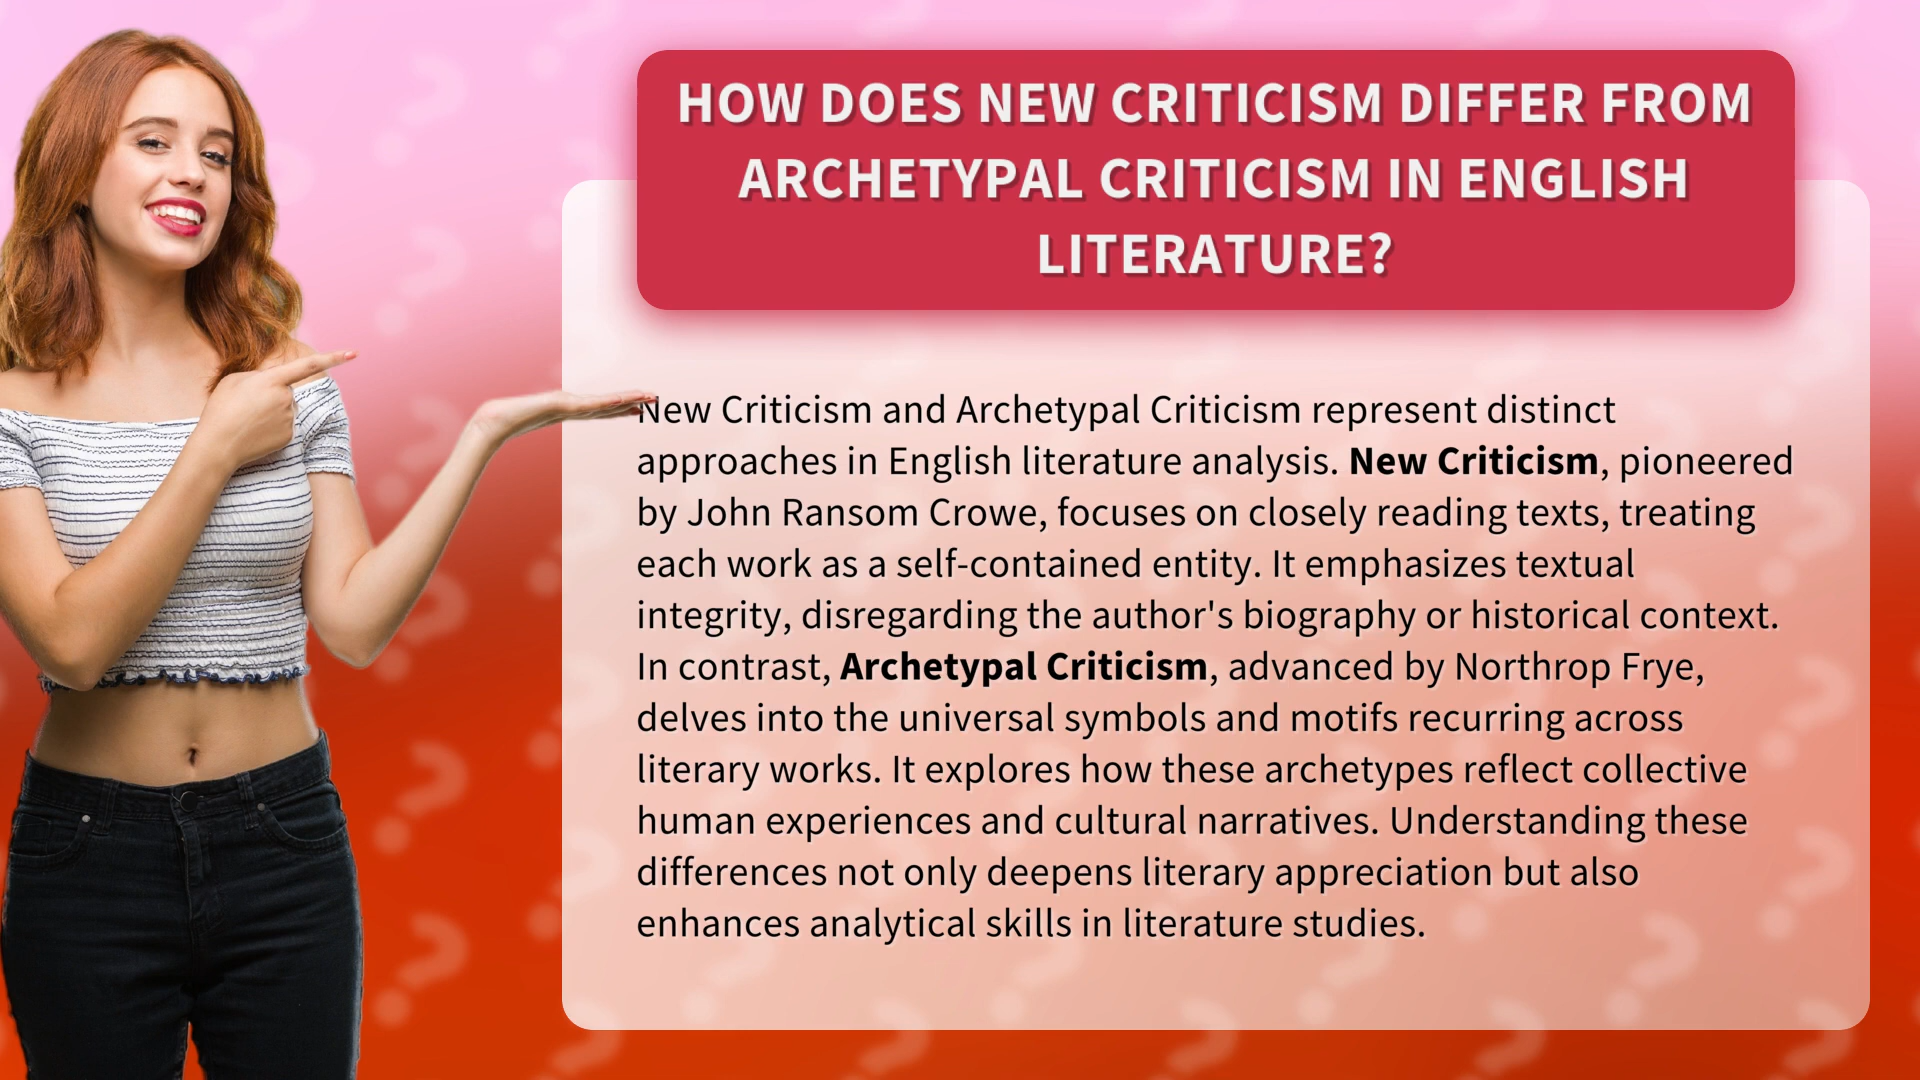 HOW DOES NEW CRITICISM DIFFER FROM
ARCHETYPAL CRITICISM IN ENGLISH
LITERATURE?
New Criticism and Archetypal Criticism represent distinct
approaches in English literature analysis. New Criticism, pioneered
by John Ransom Crowe, focuses on closely reading texts, treating
each work as a self-contained entity. It emphasizes textual
integrity, disregarding the author's biography or historical context.
In contrast, Archetypal Criticism, advanced by Northrop Frye,
delves into the universal symbols and motifs recurring across
literary works. It explores how these archetypes reflect collective
human experiences and cultural narratives. Understanding these
differences not only deepens literary appreciation but also
enhances analytical skills in literature studies.